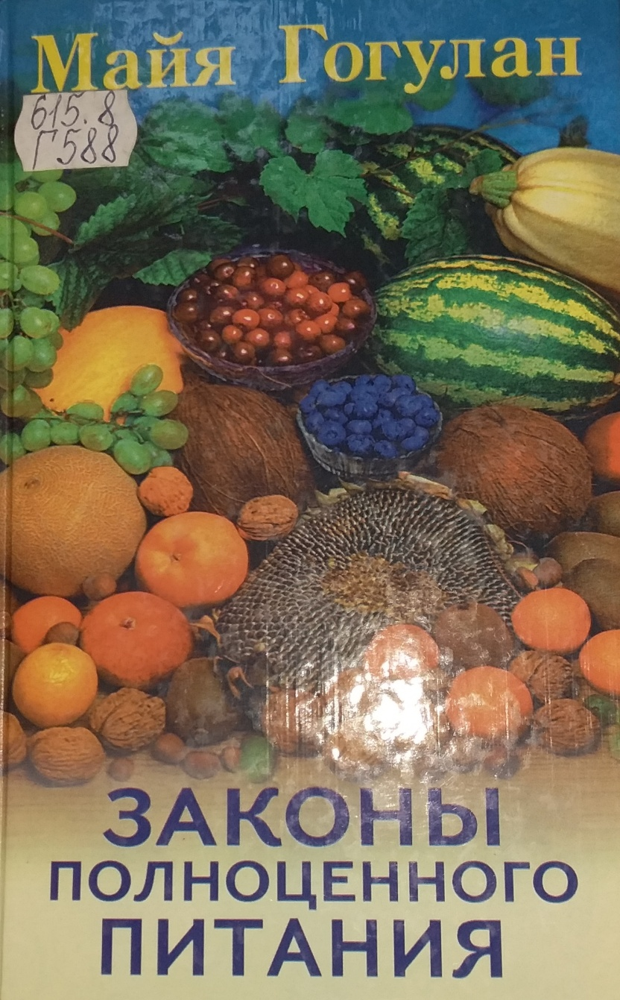 Майя Гогулан
615.8
Г588
ЗАКОНЫ
ПОЛНОЦЕННОГО
ПИТАНИЯ